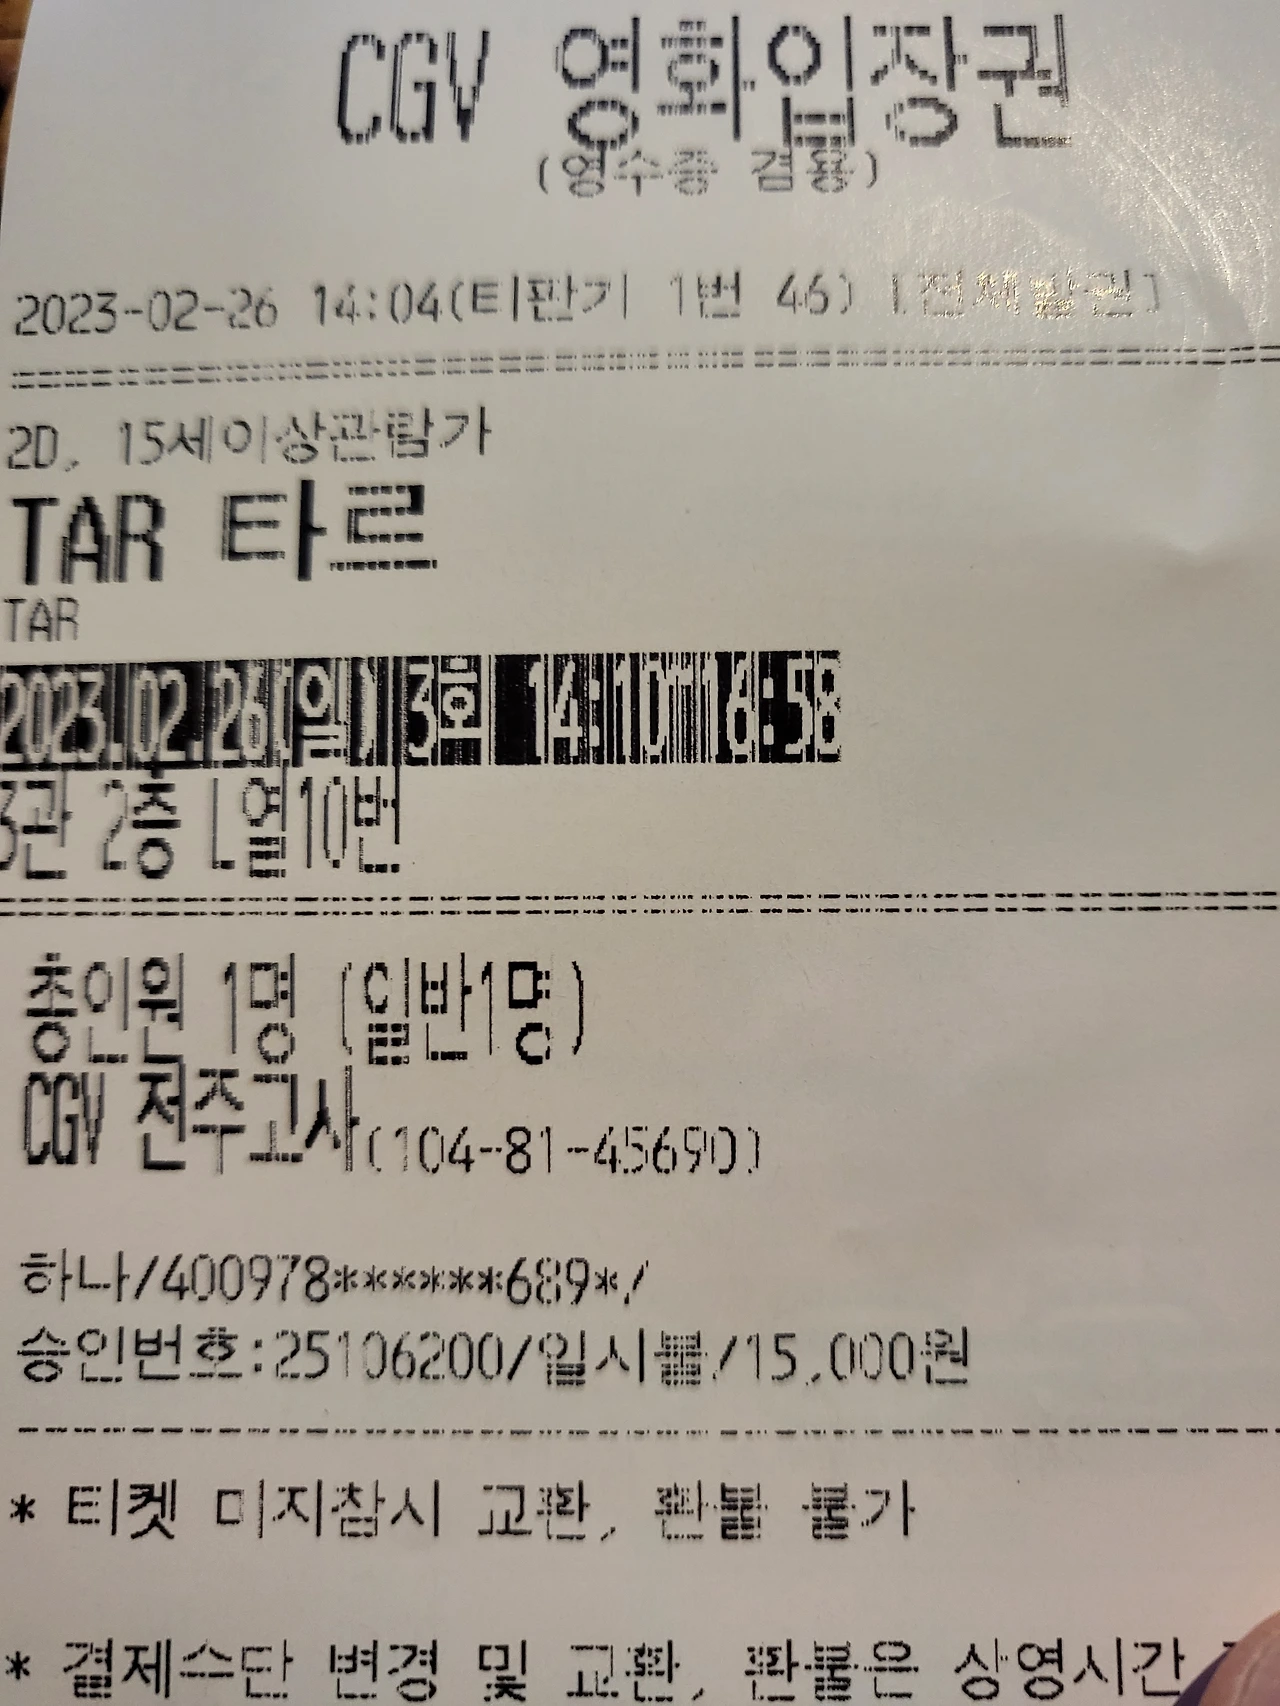 CGV 영화입장권
(영수증 겸용)
2023-02-26 14:04(티판기 1번 46) [전체발권]
2D, 15세이상관람가
TAR 타르
TAR
2023.02.26(일) 3회 14:10~16:58
3관 2층 L열10번
총인원 1명 (일반1명)
CGV 전주고사(104-81-45690)
하나/400978******689*/
승인번호:25106200/일시불/15,000원
* 티켓 미지참시 교환, 환불 불가
* 결제수단 변경 및 교환, 환불은 상영시간